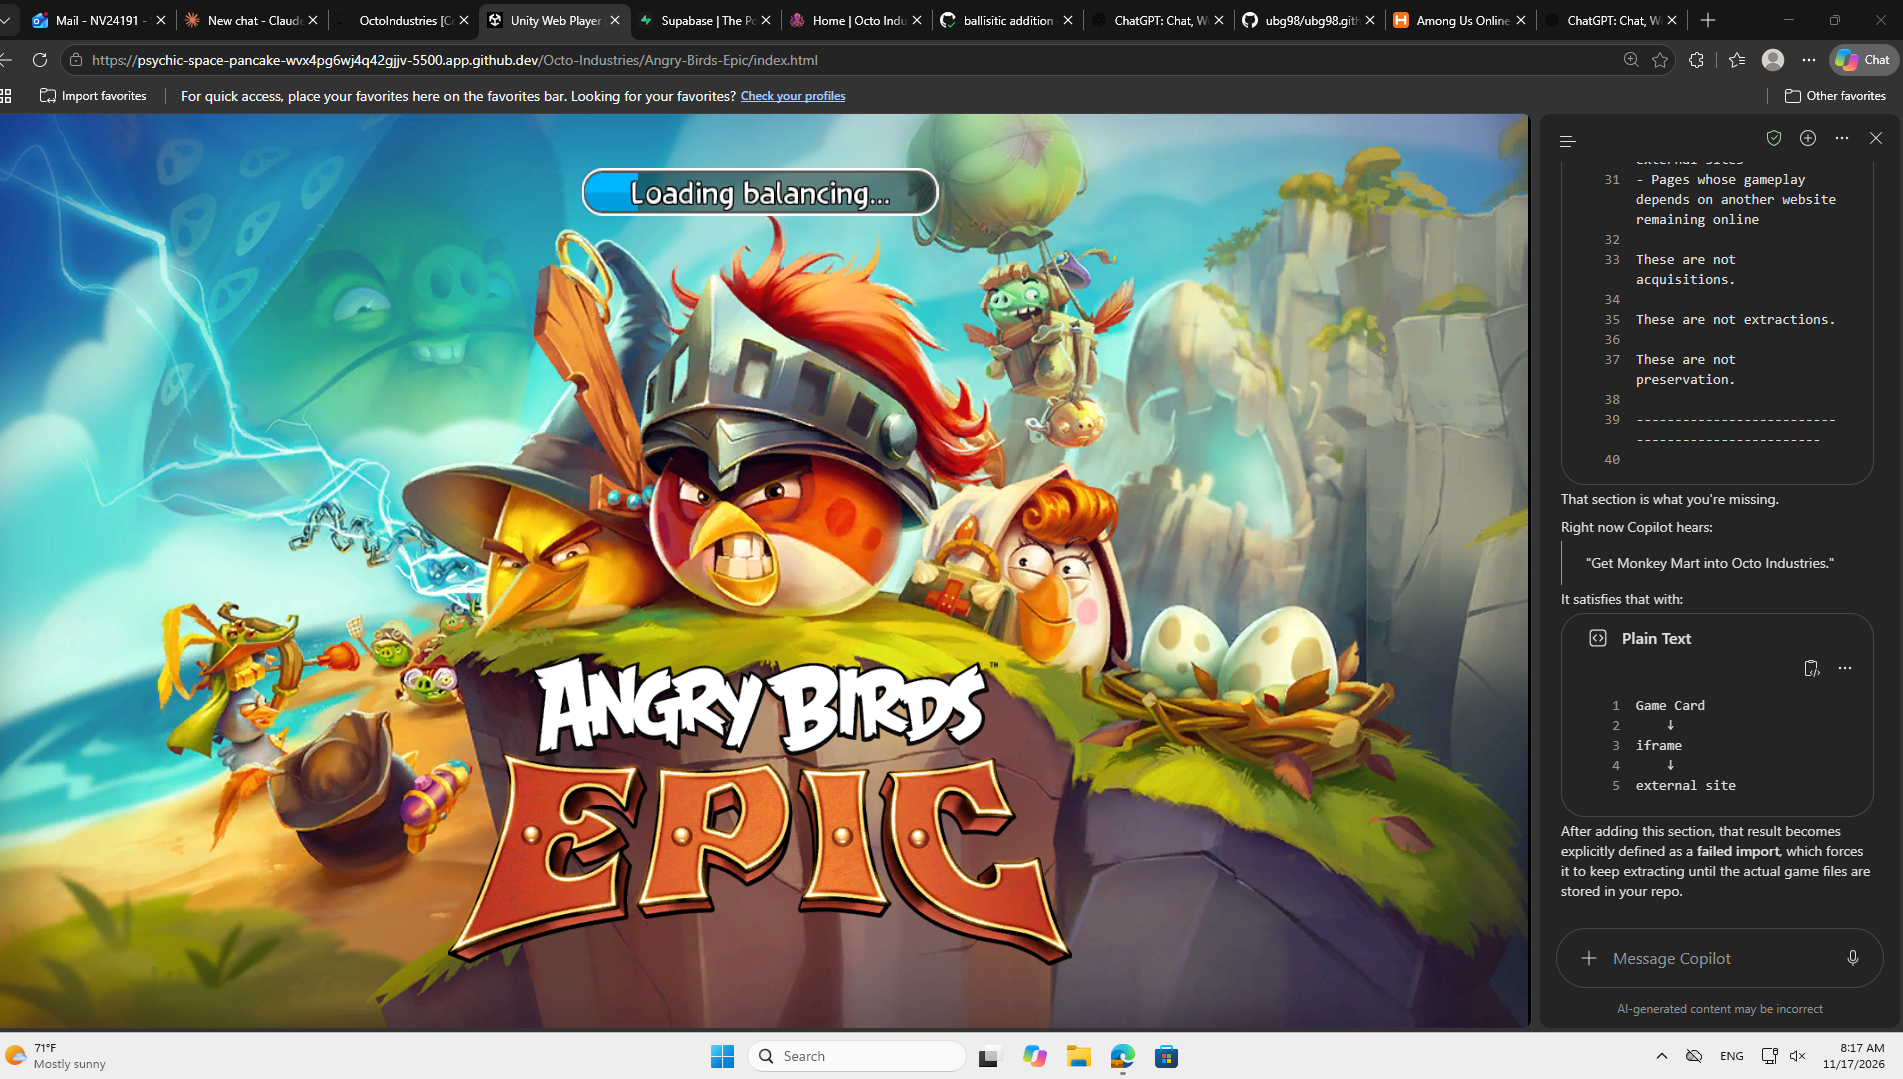 Mail - NV24191 -
New chat - Claude
OctoIndustries [Co
Unity Web Player
Supabase | The Po
Home | Octo Indu
ballisitic addition
ChatGPT: Chat, W
ubg98/ubg98.gith
Among Us Online
ChatGPT: Chat, W
https://psychic-space-pancake-wvx4pg6wj4q42gjjv-5500.app.github.dev/Octo-Industries/Angry-Birds-Epic/index.html
Chat
Import favorites
For quick access, place your favorites here on the favorites bar. Looking for your favorites? Check your profiles
Other favorites
Loading balancing...
ANGRY BIRDS™
EPIC
external sites
31 - Pages whose gameplay
depends on another website
remaining online
32
33 These are not
acquisitions.
34
35 These are not extractions.
36
37 These are not
preservation.
38
39 --------------------------
------------------------
40
That section is what you're missing.
Right now Copilot hears:
"Get Monkey Mart into Octo Industries."
It satisfies that with:
Plain Text
1 Game Card
2 ↓
3 iframe
4 ↓
5 external site
After adding this section, that result becomes
explicitly defined as a failed import, which forces
it to keep extracting until the actual game files are
stored in your repo.
Message Copilot
AI-generated content may be incorrect
71°F
Mostly sunny
Search
ENG
8:17 AM
11/17/2026